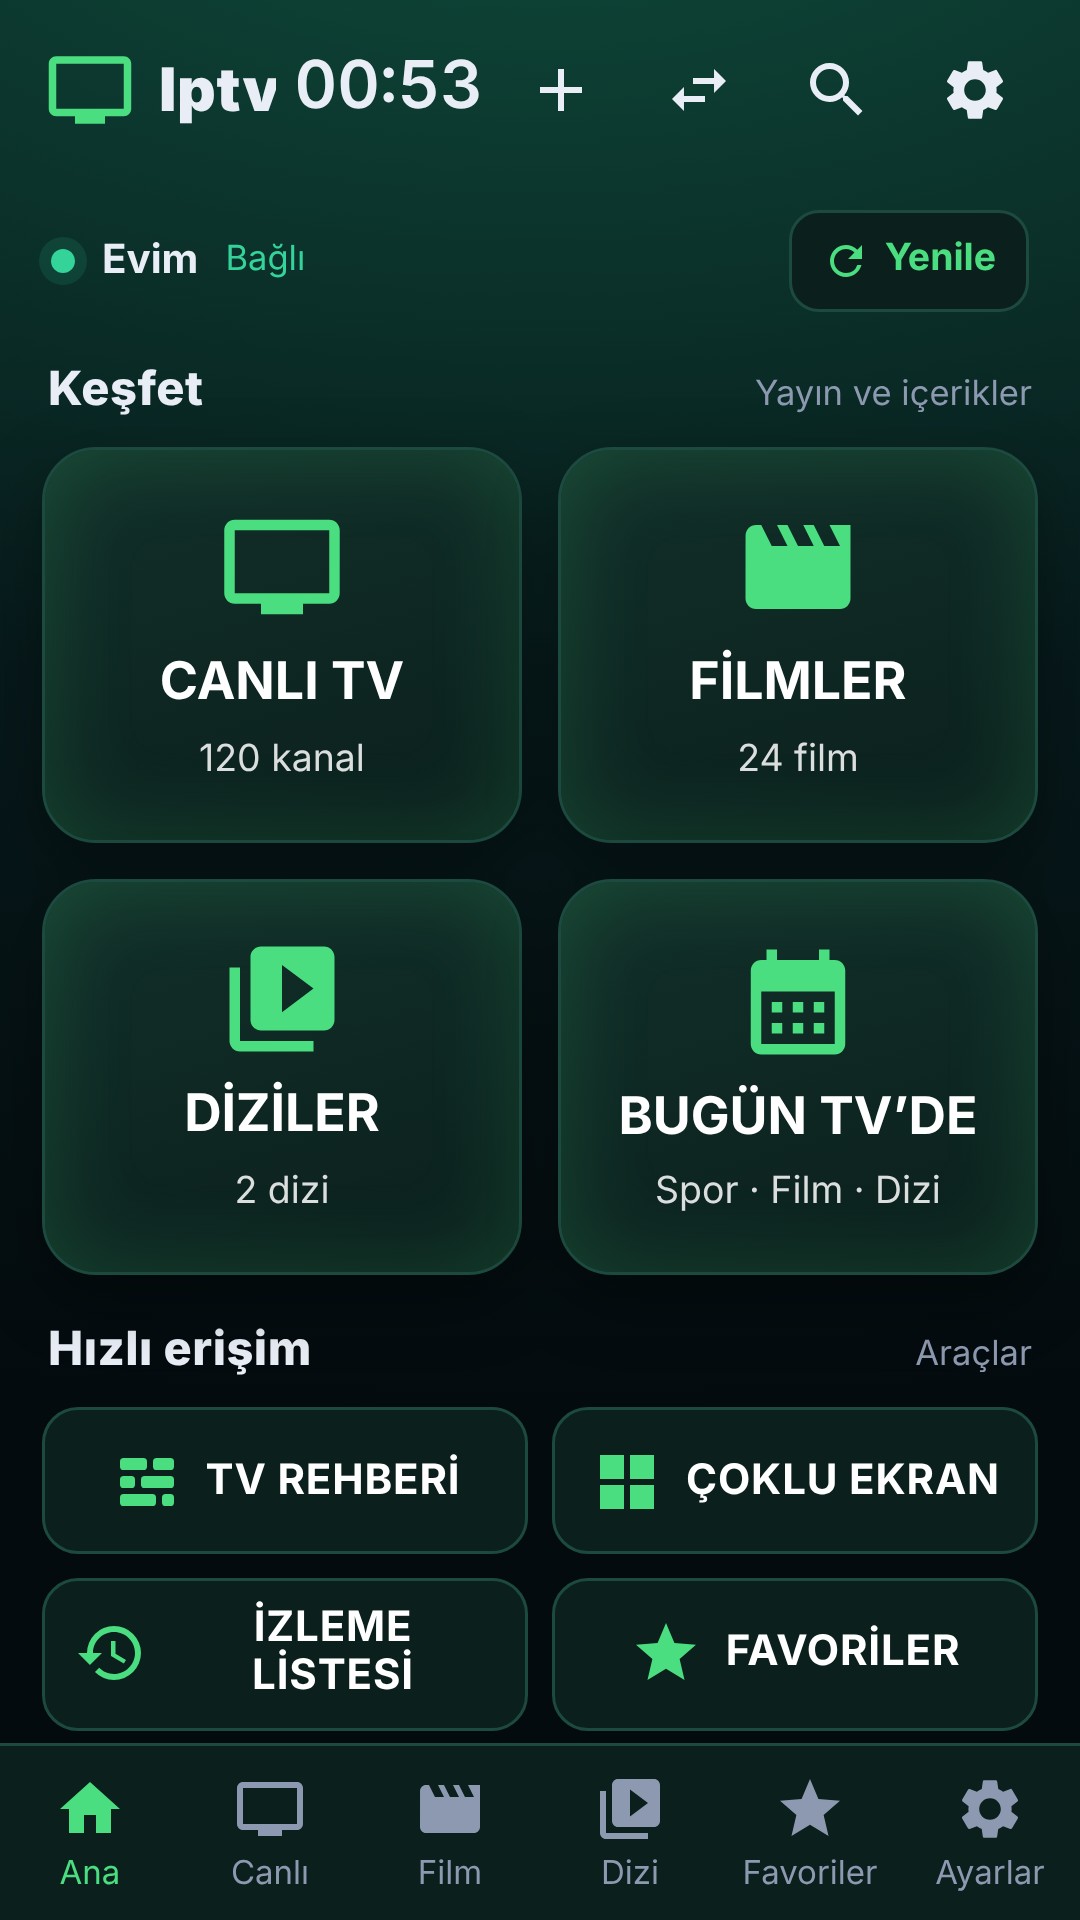 Iptv 00:53
Evim Bağlı
Yenile
Keşfet
Yayın ve içerikler
CANLI TV
120 kanal
FİLMLER
24 film
DİZİLER
2 dizi
BUGÜN TV’DE
Spor · Film · Dizi
Hızlı erişim
Araçlar
TV REHBERİ
ÇOKLU EKRAN
İZLEME
LİSTESİ
FAVORİLER
Ana
Canlı
Film
Dizi
Favoriler
Ayarlar